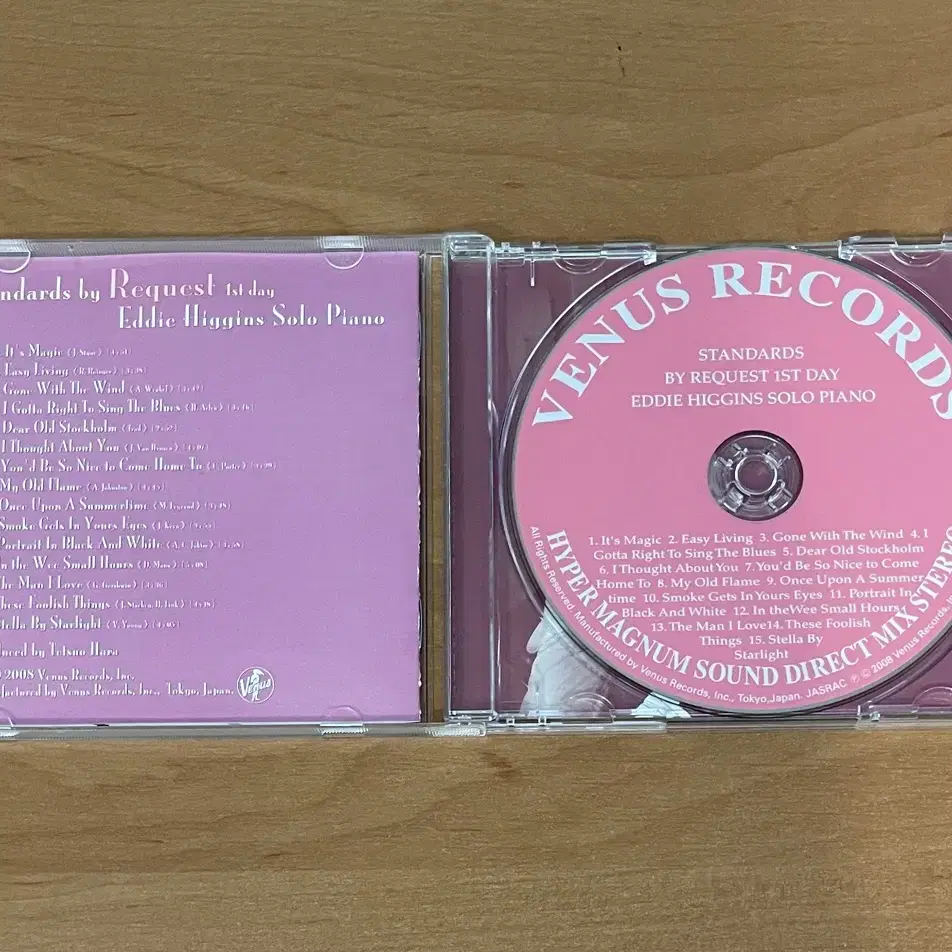 ndards by Request 1st day
Eddie Higgins Solo Piano
It's Magic (J. Styne)
Easy Living
Gone With The Wind
I Gotta Right To Sing The Blues
Dear Old Stockholm
I Thought About You
You'd Be So Nice to Come Home To
My Old Flame (A. Johnston)
Once Upon A Summertime (M. Legrand)
Smoke Gets In Yours Eyes
Portrait In Black And White
n the Wee Small Hours
The Man I Love (G. Gershwin)
hese Foolish Things
Stella By Starlight (V. Young)
uced by Tetsuo Hara
2008 Venus Records, Inc.
ufactured by Venus Records, Inc., Tokyo, Japan.
Venus
VENUS RECORDS
STANDARDS
BY REQUEST 1ST DAY
EDDIE HIGGINS SOLO PIANO
1. It's Magic 2. Easy Living 3. Gone With The Wind 4. I
Gotta Right To Sing The Blues 5. Dear Old Stockholm
6. I Thought About You 7. You'd Be So Nice to Come
Home To 8. My Old Flame 9. Once Upon A Summer
time 10. Smoke Gets In Yours Eyes 11. Portrait In
Black And White 12. In theWee Small Hours
13. The Man I Love14. These Foolish
Things 15. Stella By
Starlight
HYPER MAGNUM SOUND DIRECT MIX STEREO
All Rights Reserved. Manufactured by Venus Records, Inc., Tokyo,Japan. JASRAC ℗ © 2008 Venus Records,